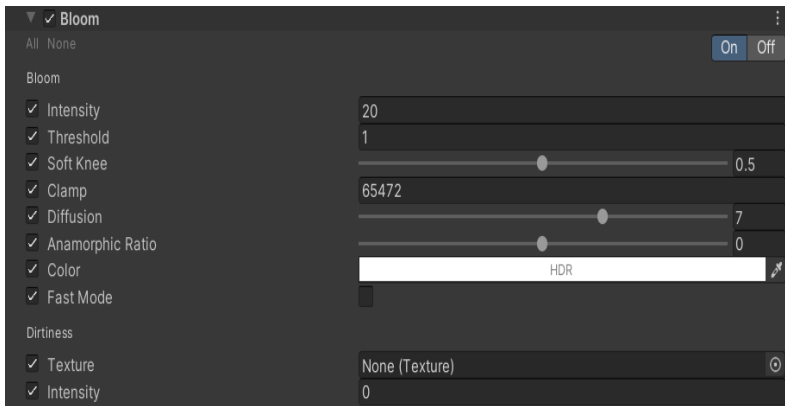 Bloom
All None
On Off
Bloom
Intensity 20
Threshold 1
Soft Knee 0.5
Clamp 65472
Diffusion 7
Anamorphic Ratio 0
Color HDR
Fast Mode
Dirtiness
Texture None (Texture)
Intensity 0